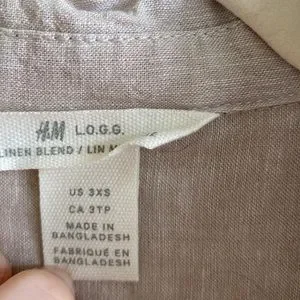 H&M L.O.G.G.
LINEN BLEND / LIN M
US 3XS
CA 3TP
MADE IN
BANGLADESH
FABRIQUÉ EN
BANGLADESH